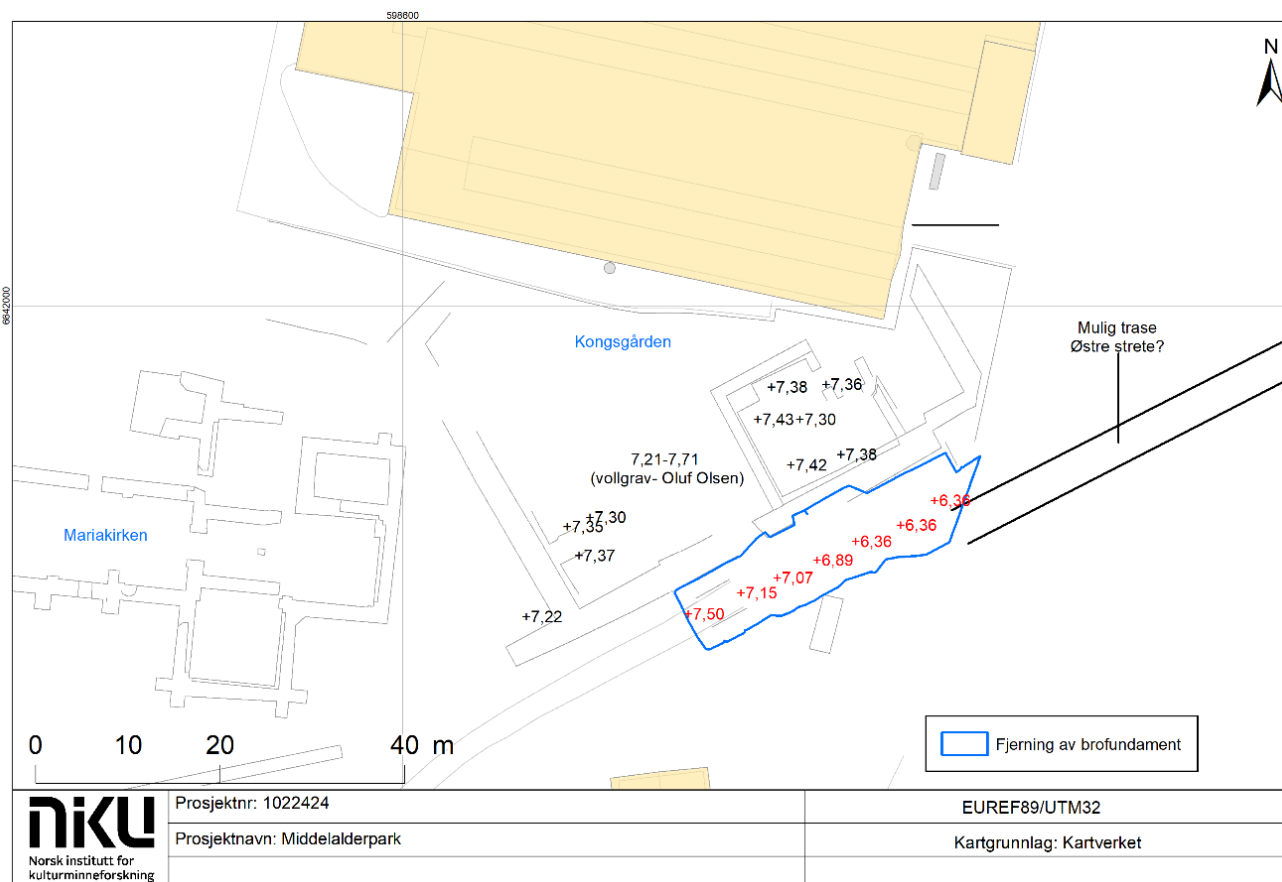 598600
N
6642000
Kongsgården
Mulig trase
Østre strete?
+7,38
+7,36
+7,43
+7,30
+7,38
+7,42
7,21-7,71
(vollgrav- Oluf Olsen)
+6,36
+7,30
+7,35
+6,36
Mariakirken
+6,36
+7,37
+6,89
+7,07
+7,15
+7,50
+7,22
0 10 20 40 m
Fjerning av brofundament
NIKU
Norsk institutt for
kulturminneforskning
Prosjektnr: 1022424
EUREF89/UTM32
Prosjektnavn: Middelalderpark
Kartgrunnlag: Kartverket